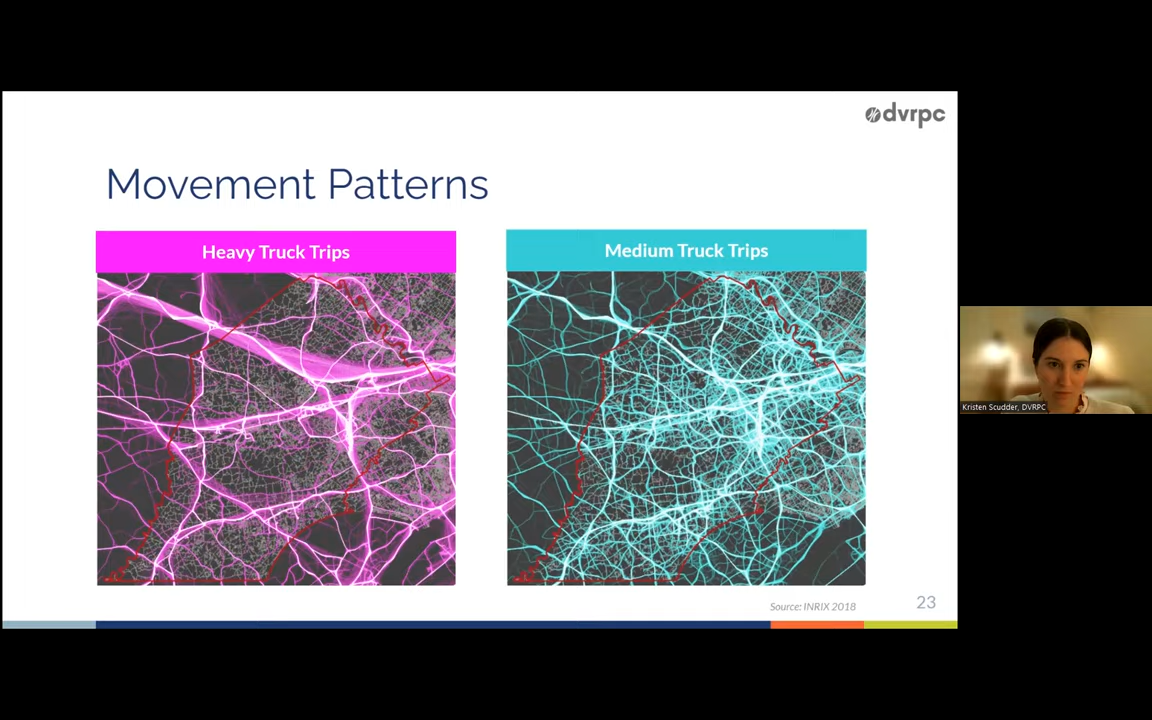 dvrpc
Movement Patterns
Heavy Truck Trips
Medium Truck Trips
Source: INRIX 2018
23
Kristen Scudder, DVRPC